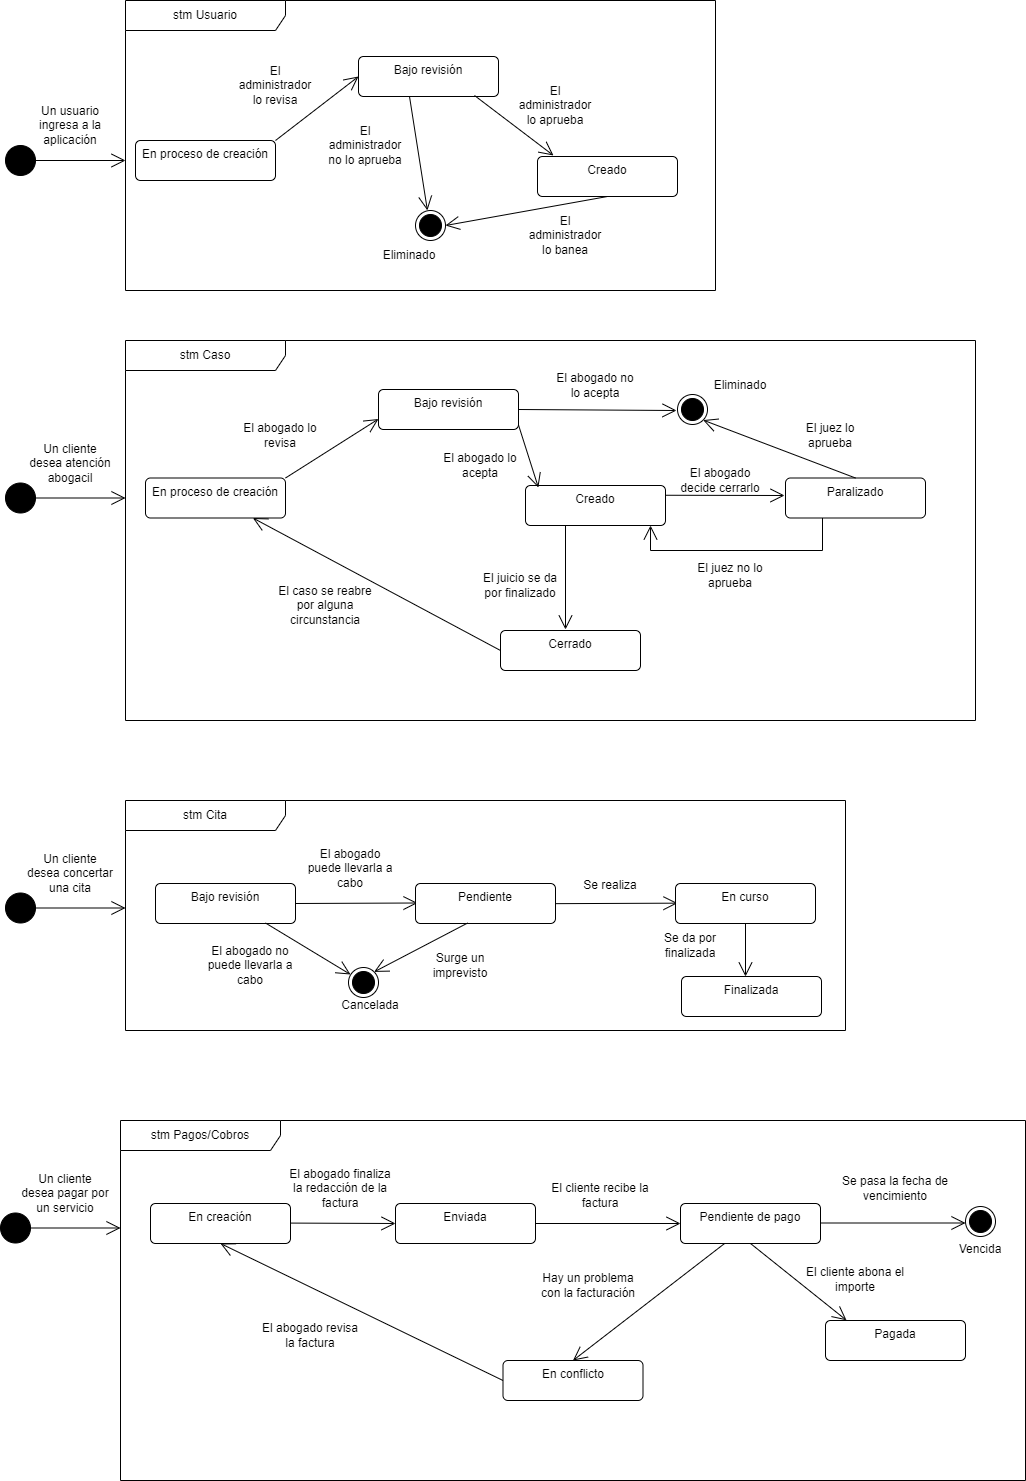 stm Usuario
Un usuario
ingresa a la
aplicación
En proceso de creación
El
administrador
lo revisa
Bajo revisión
El
administrador
no lo aprueba
El
administrador
lo aprueba
Creado
El
administrador
lo banea
Eliminado
stm Caso
Un cliente
desea atención
abogacil
En proceso de creación
El abogado lo
revisa
Bajo revisión
El abogado no
lo acepta
Eliminado
El abogado lo
acepta
Creado
El abogado
decide cerrarlo
Paralizado
El juez lo
aprueba
El juez no lo
aprueba
El juicio se da
por finalizado
Cerrado
El caso se reabre
por alguna
circunstancia
stm Cita
Un cliente
desea concertar
una cita
Bajo revisión
El abogado
puede llevarla a
cabo
Pendiente
Se realiza
En curso
El abogado no
puede llevarla a
cabo
Surge un
imprevisto
Cancelada
Se da por
finalizada
Finalizada
stm Pagos/Cobros
Un cliente
desea pagar por
un servicio
En creación
El abogado finaliza
la redacción de la
factura
Enviada
El cliente recibe la
factura
Pendiente de pago
Se pasa la fecha de
vencimiento
Vencida
Hay un problema
con la facturación
El cliente abona el
importe
Pagada
El abogado revisa
la factura
En conflicto